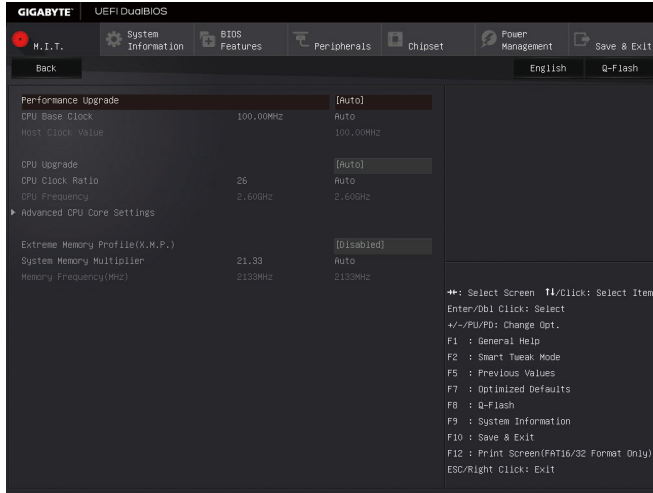 GIGABYTE™ UEFI DualBIOS
M.I.T. System Information BIOS Features Peripherals Chipset Power Management Save & Exit
Back English Q-Flash
Performance Upgrade [Auto]
CPU Base Clock 100.00MHz Auto
Host Clock Value 100.00MHz
CPU Upgrade [Auto]
CPU Clock Ratio 26 Auto
CPU Frequency 2.60GHz 2.60GHz
Advanced CPU Core Settings
Extreme Memory Profile(X.M.P.) [Disabled]
System Memory Multiplier 21.33 Auto
Memory Frequency(MHz) 2133MHz 2133MHz
→←: Select Screen ↑↓/Click: Select Item
Enter/Dbl Click: Select
+/-/PU/PD: Change Opt.
F1 : General Help
F2 : Smart Tweak Mode
F5 : Previous Values
F7 : Optimized Defaults
F8 : Q-Flash
F9 : System Information
F10 : Save & Exit
F12 : Print Screen(FAT16/32 Format Only)
ESC/Right Click: Exit